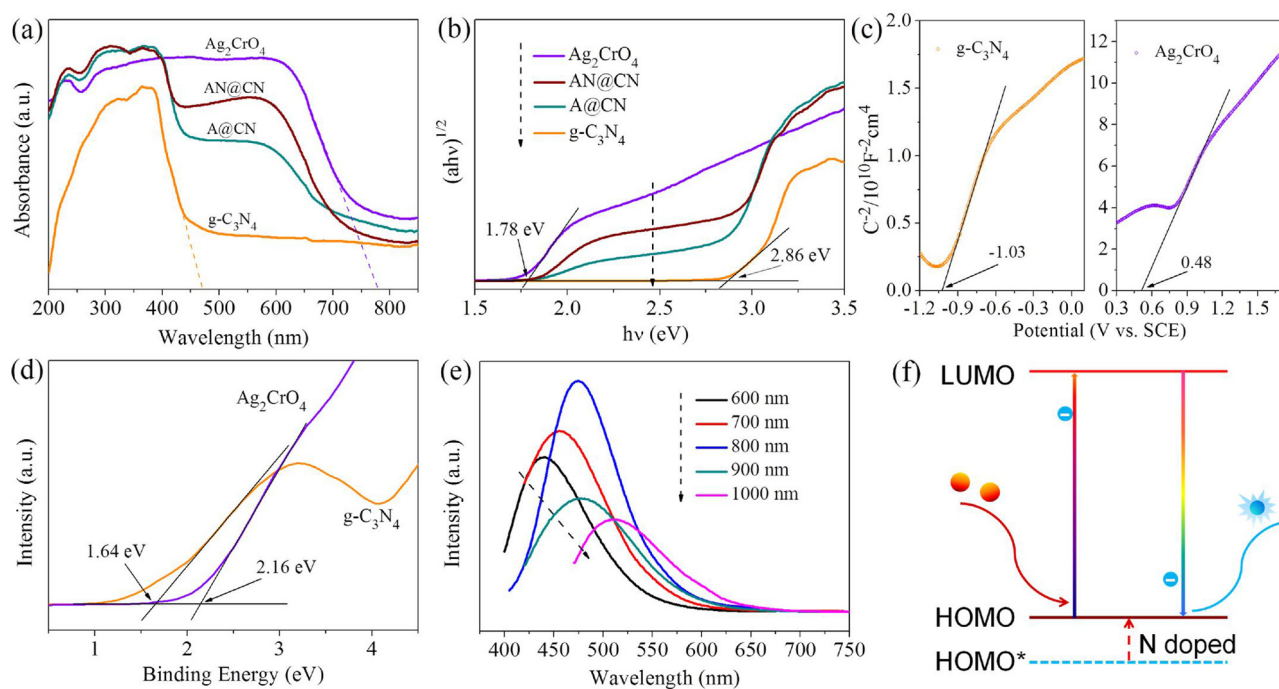 (a)
Absorbance (a.u.)
Ag₂CrO₄
AN@CN
A@CN
g-C₃N₄
200 300 400 500 600 700 800
Wavelength (nm)
(b)
(ahv)^1/2
Ag₂CrO₄
AN@CN
A@CN
g-C₃N₄
1.78 eV
2.86 eV
1.5 2.0 2.5 3.0 3.5
hν (eV)
(c)
C⁻²/10¹⁰F⁻²cm⁴
2.0
1.5
1.0
0.5
0.0
g-C₃N₄
-1.03
-1.2 -0.9 -0.6 -0.3 0.0
12
10
8
6
4
2
0
Ag₂CrO₄
0.48
0.3 0.6 0.9 1.2 1.5
Potential (V vs. SCE)
(d)
Intensity (a.u.)
Ag₂CrO₄
g-C₃N₄
1.64 eV
2.16 eV
1 2 3 4
Binding Energy (eV)
(e)
Intensity (a.u.)
600 nm
700 nm
800 nm
900 nm
1000 nm
400 450 500 550 600 650 700 750
Wavelength (nm)
(f)
LUMO
HOMO
N doped
HOMO*